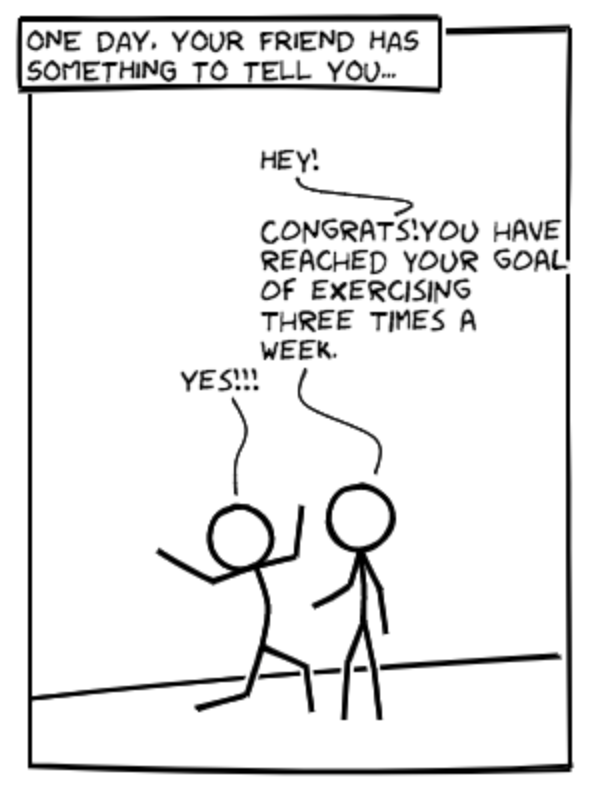 ONE DAY, YOUR FRIEND HAS
SOMETHING TO TELL YOU...
HEY!
CONGRATS!YOU HAVE
REACHED YOUR GOAL
OF EXERCISING
THREE TIMES A
WEEK.
YES!!!